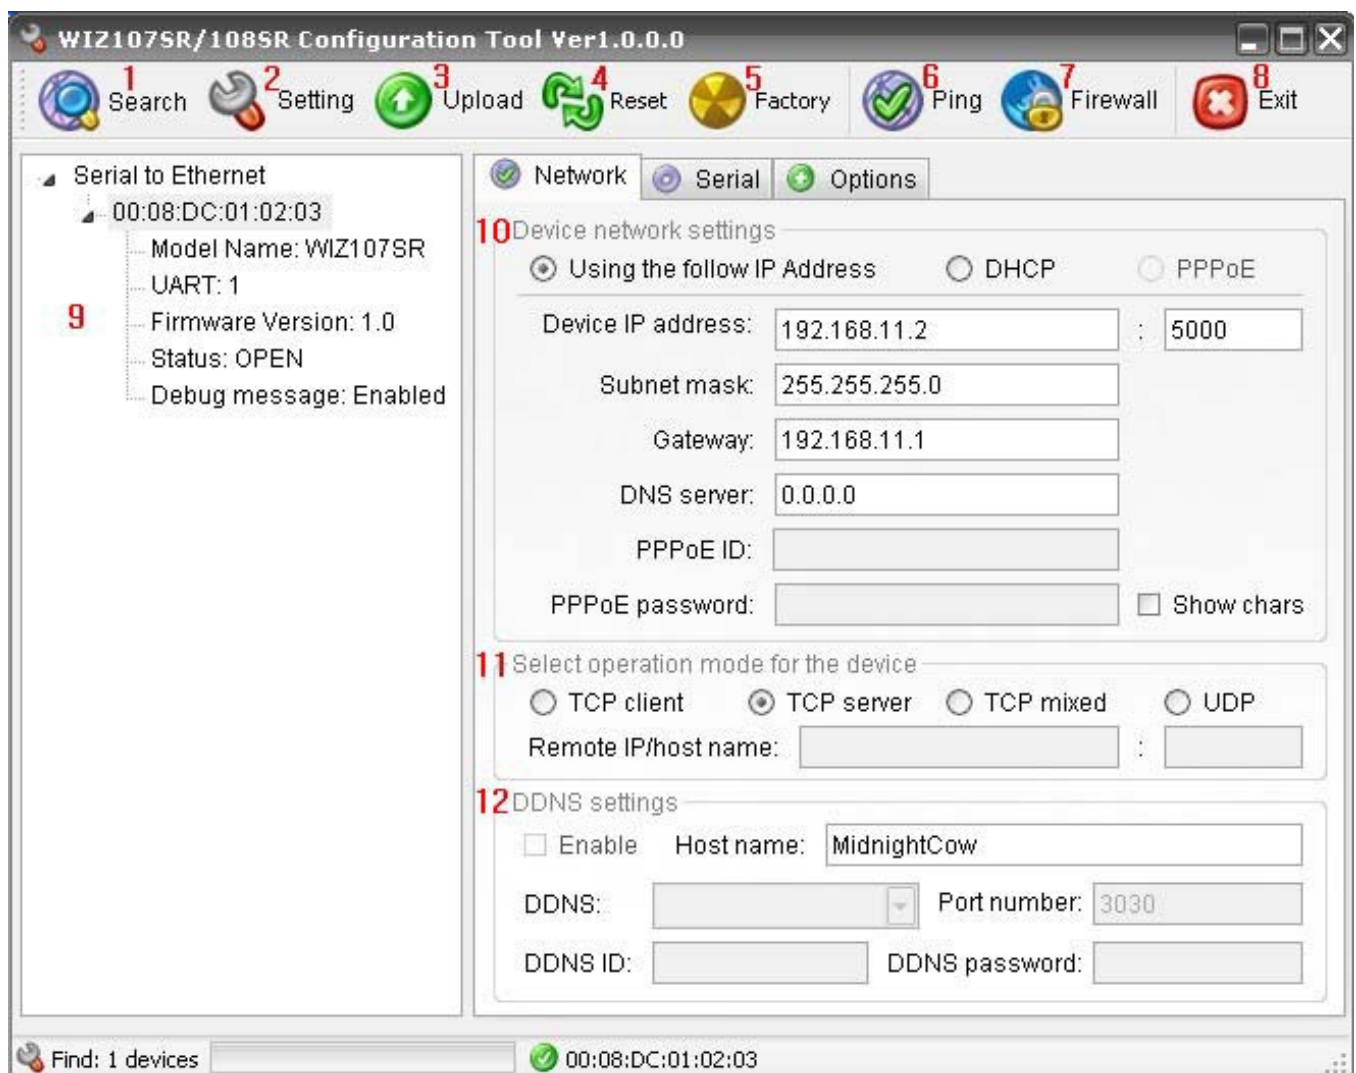 WIZ107SR/108SR Configuration Tool Ver1.0.0.0
1 Search 2 Setting 3 Upload 4 Reset 5 Factory 6 Ping 7 Firewall 8 Exit
Serial to Ethernet
00:08:DC:01:02:03
Model Name: WIZ107SR
UART: 1
9 Firmware Version: 1.0
Status: OPEN
Debug message: Enabled
Network Serial Options
10 Device network settings
Using the follow IP Address DHCP PPPoE
Device IP address: 192.168.11.2 : 5000
Subnet mask: 255.255.255.0
Gateway: 192.168.11.1
DNS server: 0.0.0.0
PPPoE ID:
PPPoE password: Show chars
11 Select operation mode for the device
TCP client TCP server TCP mixed UDP
Remote IP/host name: :
12 DDNS settings
Enable Host name: MidnightCow
DDNS: Port number: 3030
DDNS ID: DDNS password:
Find: 1 devices 00:08:DC:01:02:03